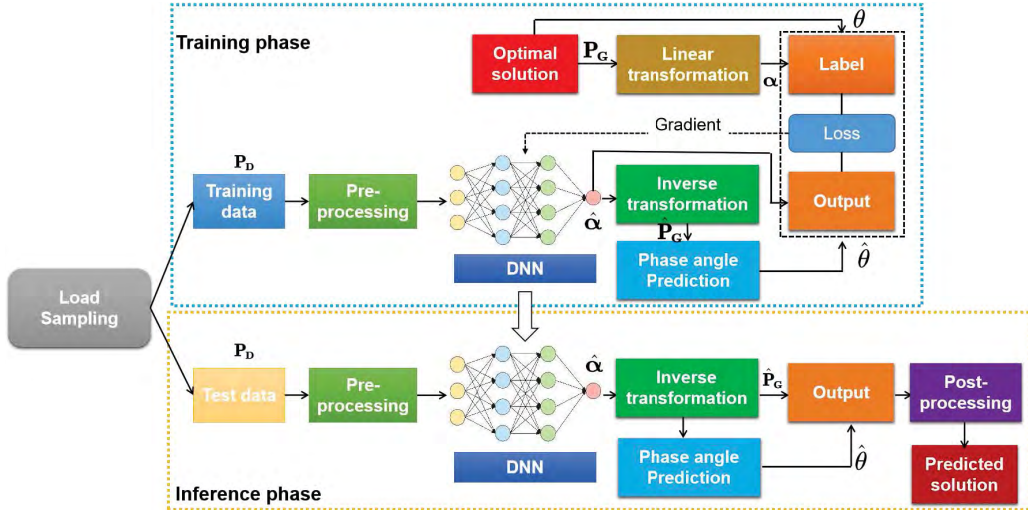 Training phase
Optimal
solution
P_G
Linear
transformation
α
θ
Label
Loss
Gradient
Output
P_D
Training
data
Pre-
processing
α̂
DNN
Inverse
transformation
P̂_G
Phase angle
Prediction
θ̂
Load
Sampling
P_D
Test data
Pre-
processing
α̂
DNN
Inverse
transformation
P̂_G
Phase angle
Prediction
θ̂
Output
Post-
processing
Predicted
solution
Inference phase